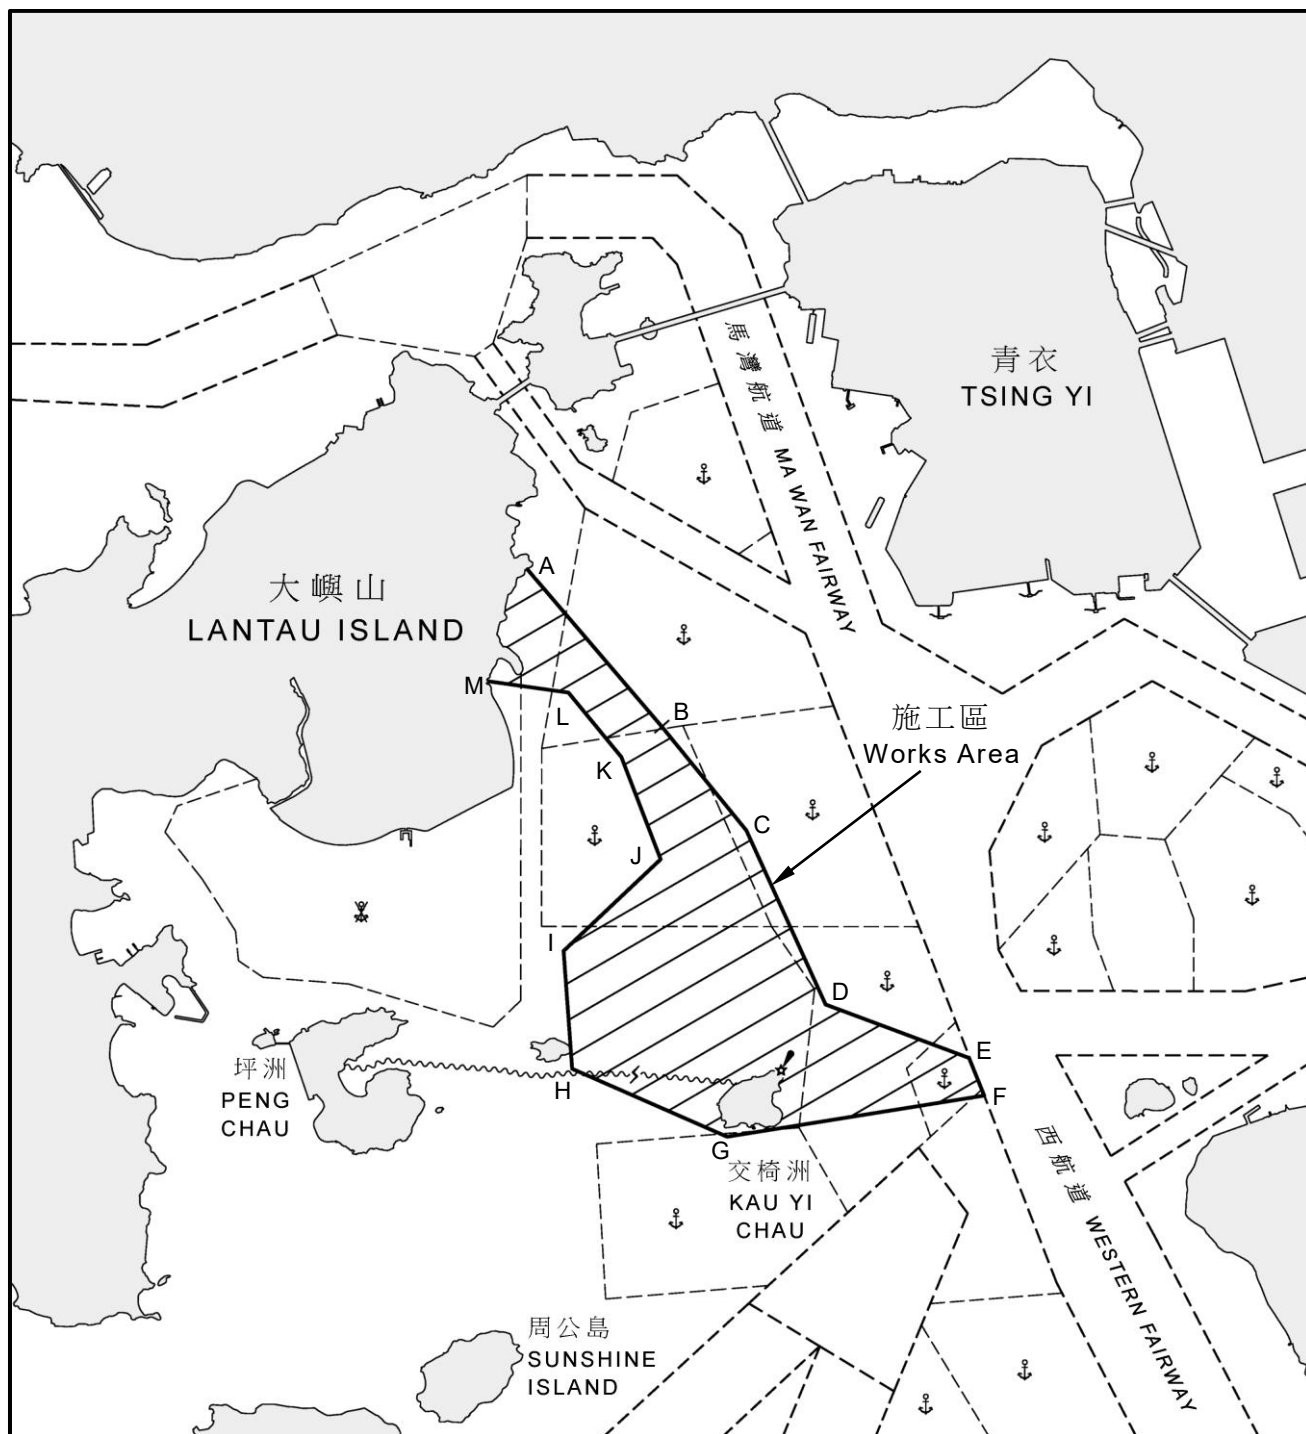 馬灣航道 MA WAN FAIRWAY
青衣
TSING YI
A
大嶼山
LANTAU ISLAND
M
L
B
施工區
Works Area
K
C
J
I
D
E
坪洲
PENG
CHAU
H
F
G
交椅洲
KAU YI
CHAU
西航道 WESTERN FAIRWAY
周公島
SUNSHINE
ISLAND